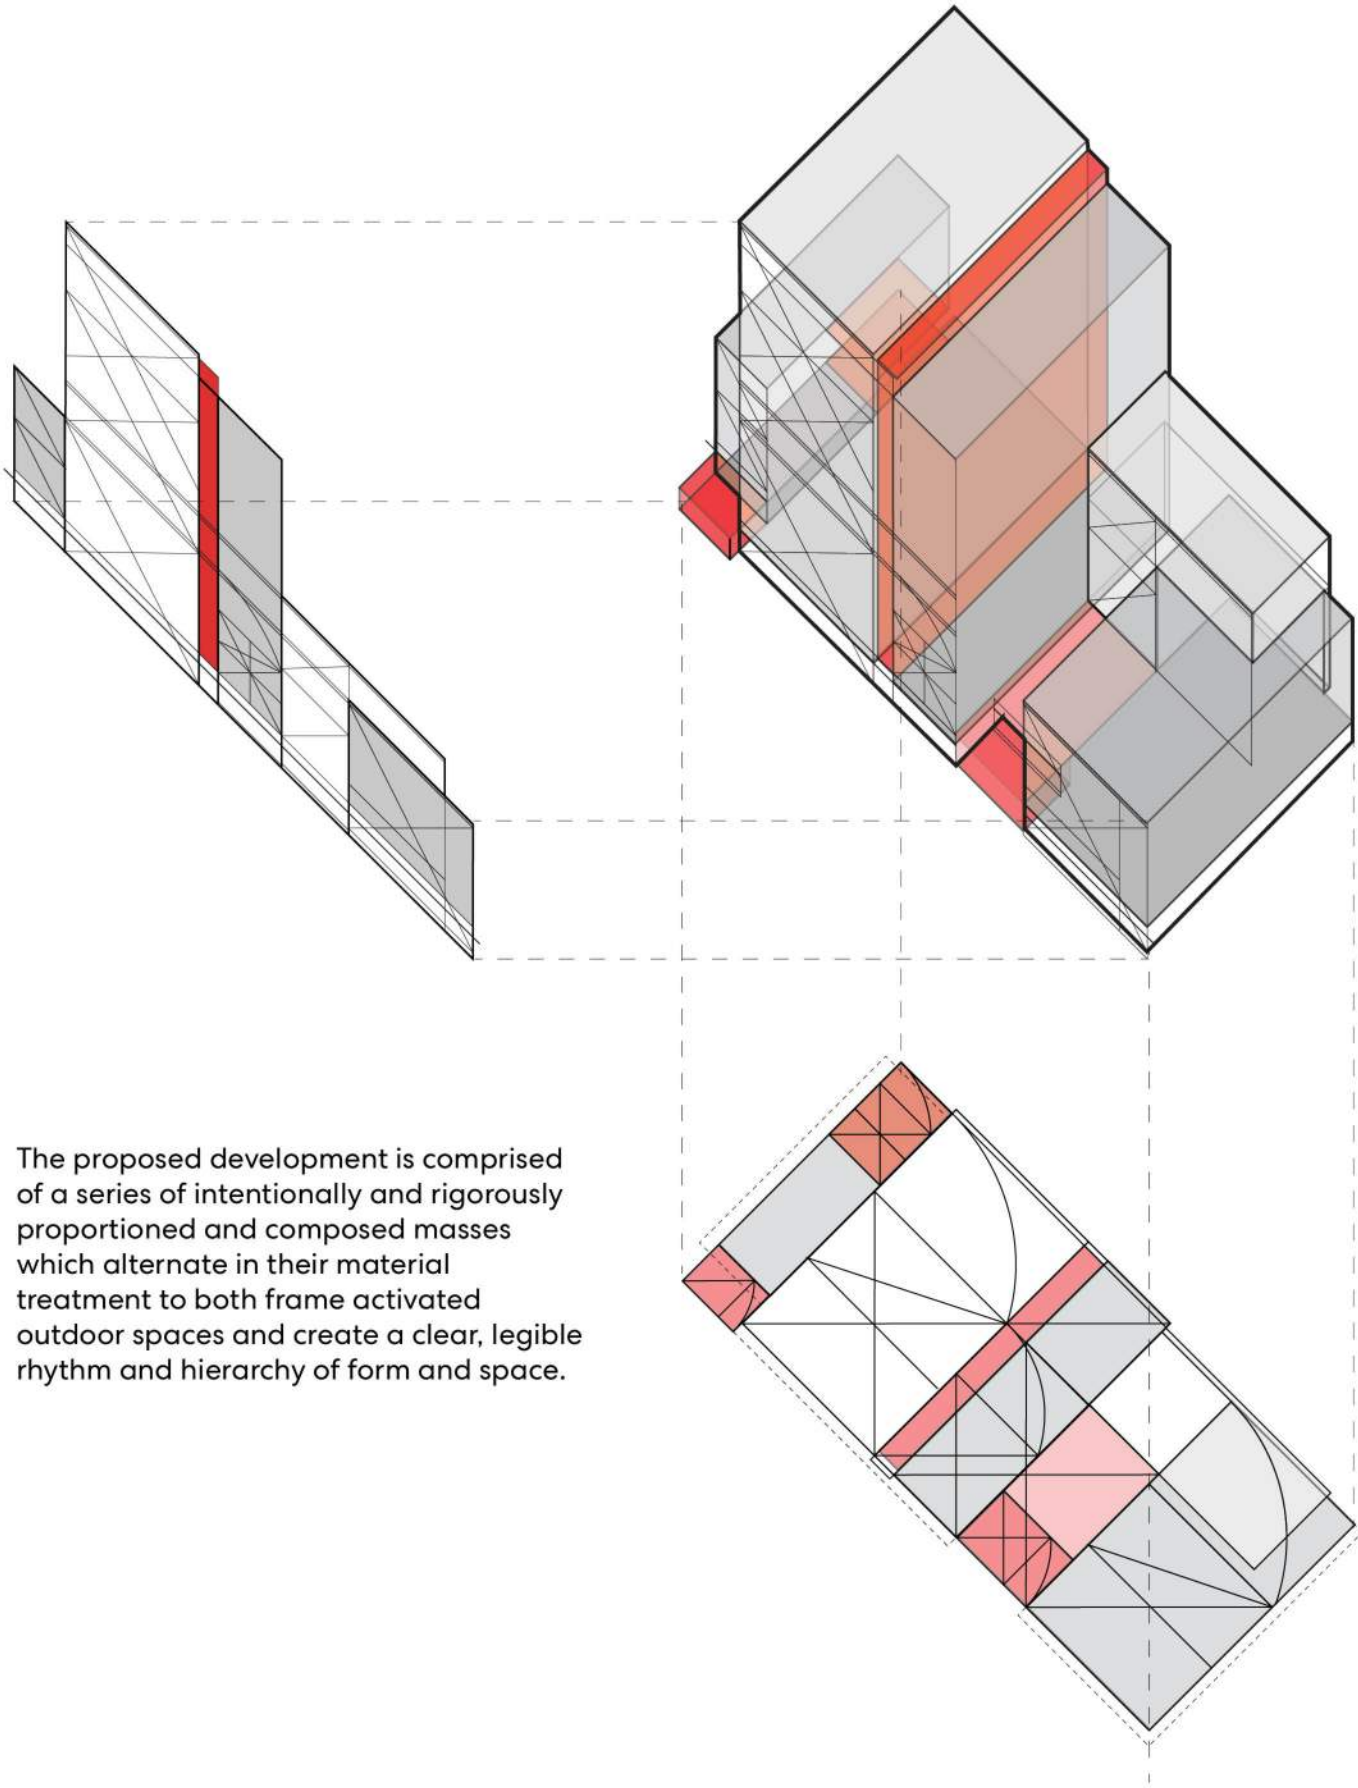 The proposed development is comprised
of a series of intentionally and rigorously
proportioned and composed masses
which alternate in their material
treatment to both frame activated
outdoor spaces and create a clear, legible
rhythm and hierarchy of form and space.